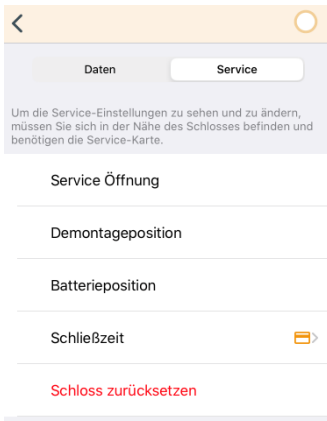 Daten Service
Um die Service-Einstellungen zu sehen und zu ändern,
müssen Sie sich in der Nähe des Schlosses befinden und
benötigen die Service-Karte.
Service Öffnung
Demontageposition
Batterieposition
Schließzeit
Schloss zurücksetzen